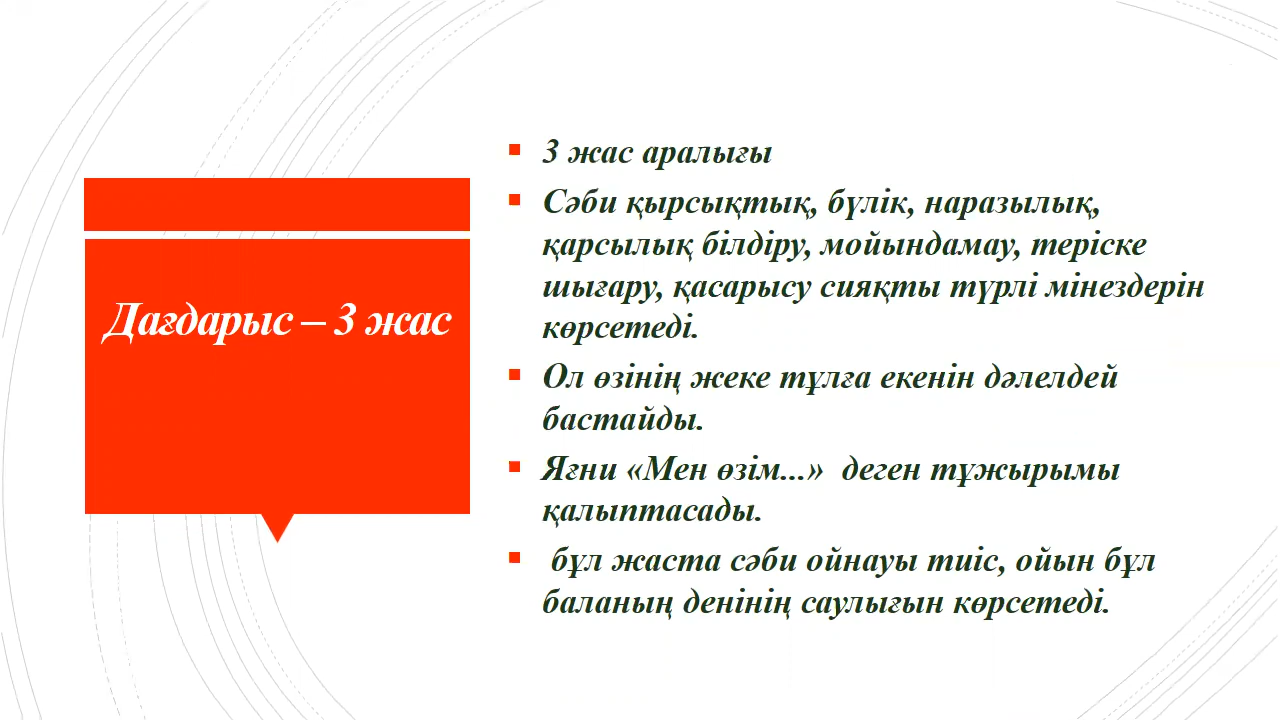 Дағдарыс – 3 жас
3 жас аралығы
Сәби қырсықтық, бүлік, наразылық,
қарсылық білдіру, мойындамау, теріске
шығару, қасарысу сияқты түрлі мінездерін
көрсетеді.
Ол өзінің жеке тұлға екенін дәлелдей
бастайды.
Яғни «Мен өзім...» деген тұжырымы
қалыптасады.
бұл жаста сәби ойнауы тиіс, ойын бұл
баланың денінің саулығын көрсетеді.